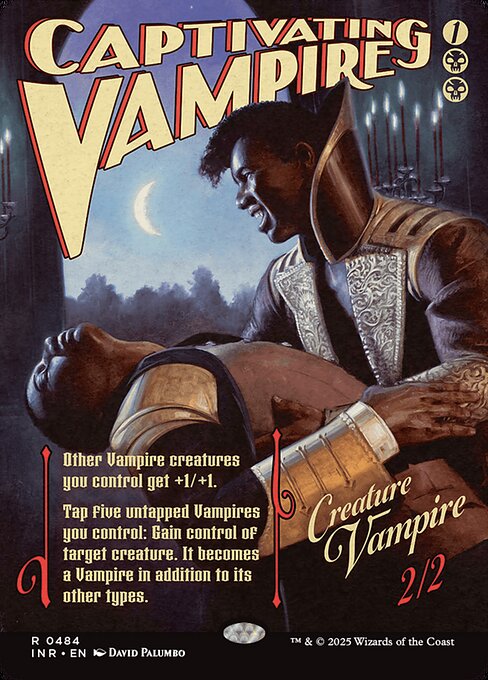 CAPTIVATING
VAMPIRE
1
Other Vampire creatures
you control get +1/+1.
Tap five untapped Vampires
you control: Gain control of
target creature. It becomes
a Vampire in addition to its
other types.
Creature
Vampire
2/2
R 0484
INR • EN DAVID PALUMBO
™ & © 2025 Wizards of the Coast